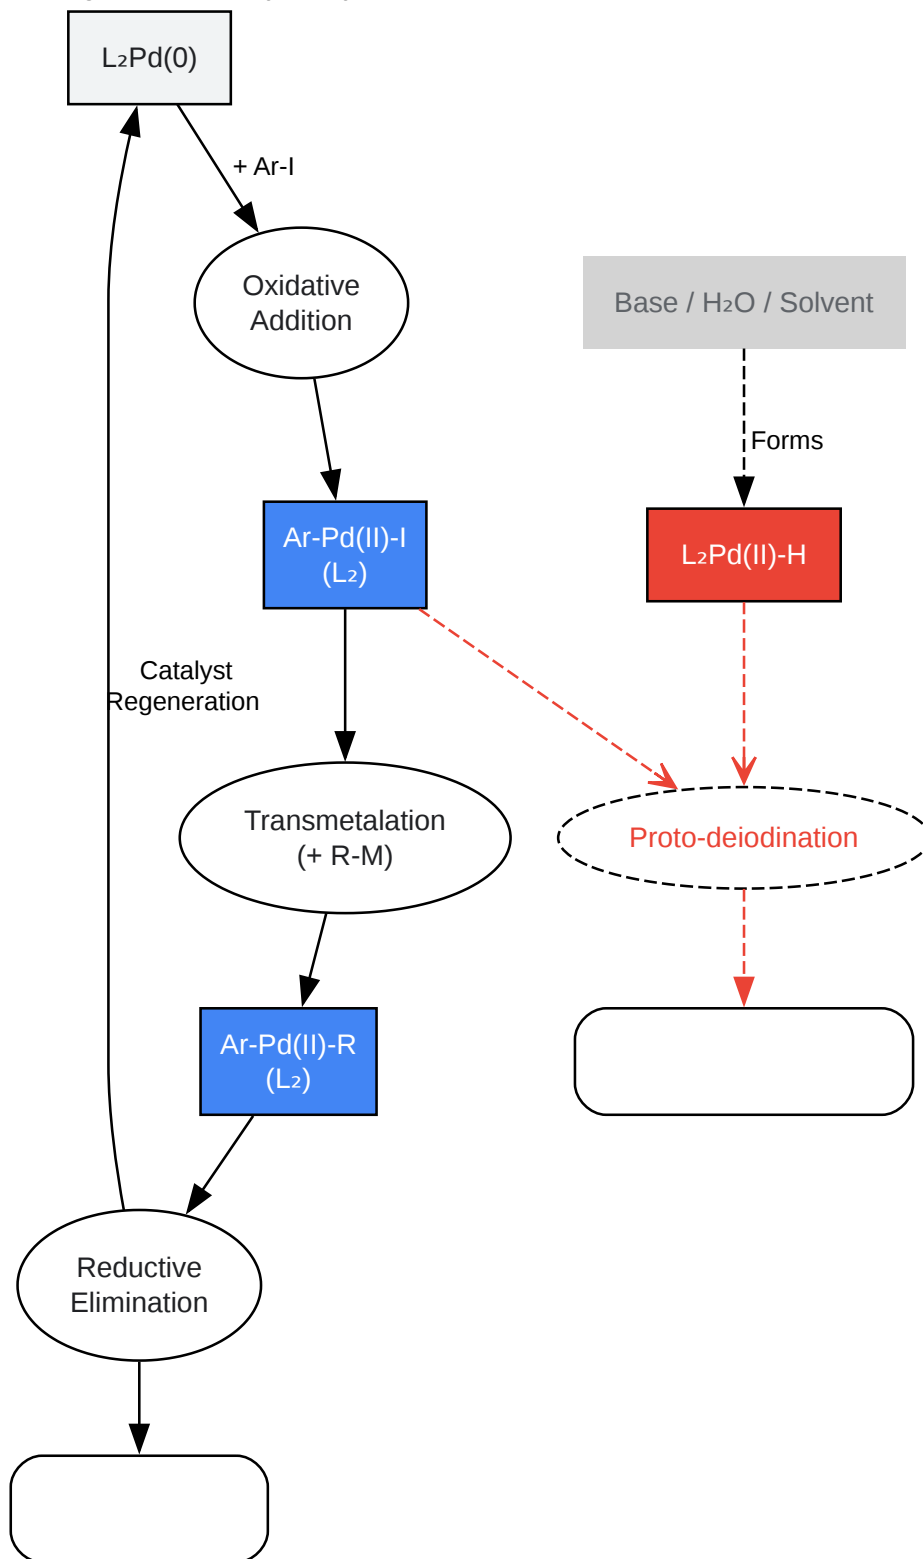 L₂Pd(0)
+ Ar-I
Oxidative
Addition
Base / H₂O / Solvent
Forms
Ar-Pd(II)-I
(L₂)
L₂Pd(II)-H
Catalyst
Regeneration
Transmetalation
(+ R-M)
Proto-deiodination
Ar-Pd(II)-R
(L₂)
Reductive
Elimination